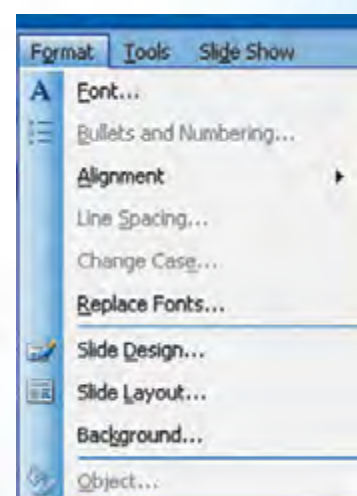 Format Tools Slide Show
A Font...
Bullets and Numbering...
Alignment
Line Spacing...
Change Case...
Replace Fonts...
Slide Design...
Slide Layout...
Background...
Object...